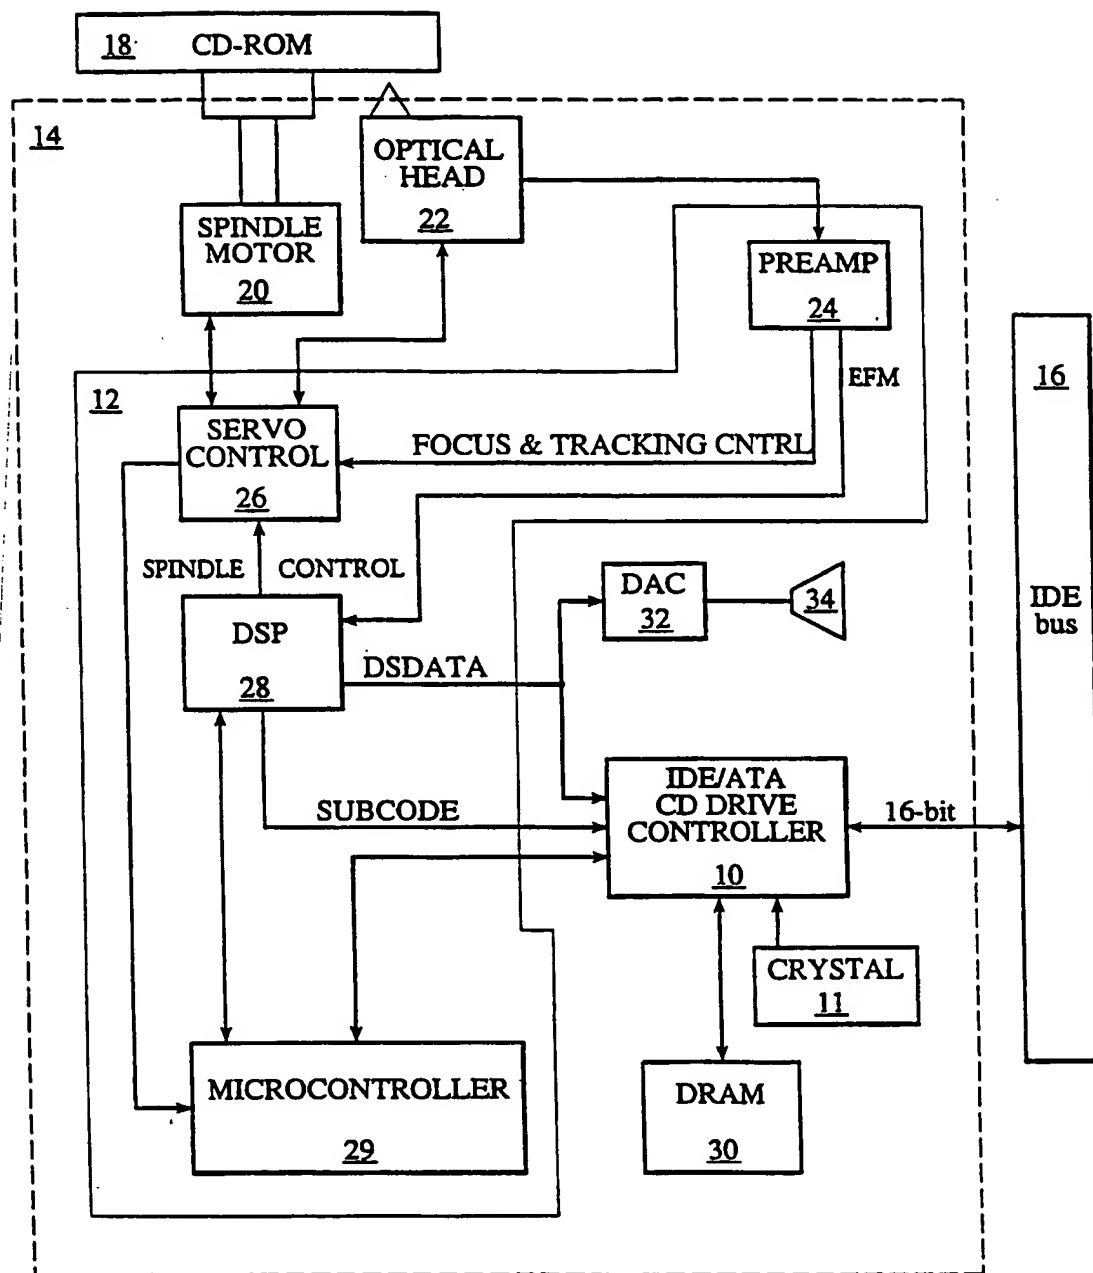 18 CD-ROM
14
OPTICAL
HEAD
22
SPINDLE
MOTOR
20
PREAMP
24
EFM
16
IDE
bus
12
SERVO
CONTROL
26
FOCUS & TRACKING CNTRL
SPINDLE CONTROL
DSP
28
DAC
32
34
DSDATA
IDE/ATA
CD DRIVE
CONTROLLER
10
16-bit
SUBCODE
CRYSTAL
11
MICROCONTROLLER
29
DRAM
30